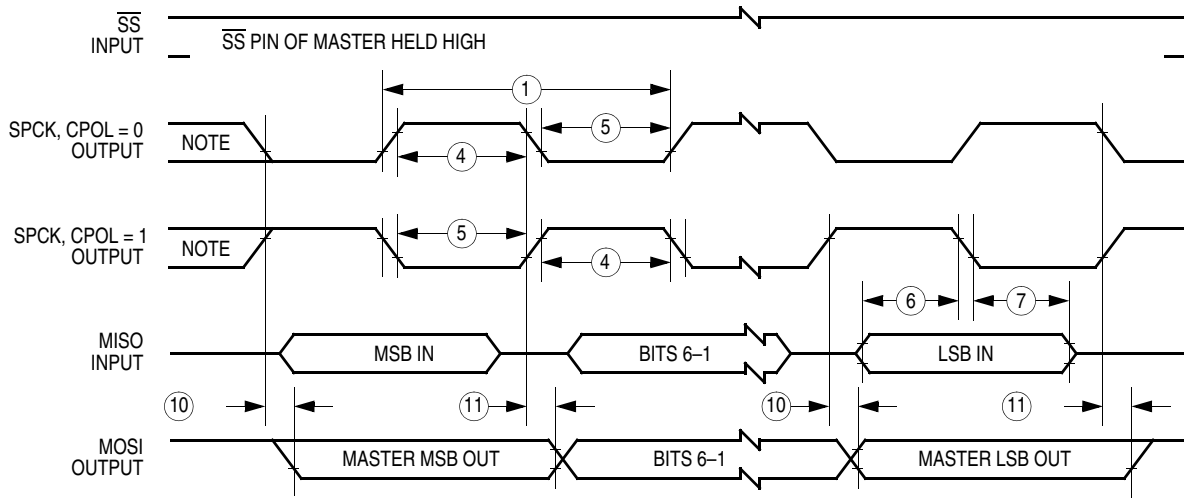 SS
INPUT
SS PIN OF MASTER HELD HIGH
1
SPCK, CPOL = 0
OUTPUT
NOTE
4
5
SPCK, CPOL = 1
OUTPUT
NOTE
5
4
6
7
MISO
INPUT
MSB IN
BITS 6–1
LSB IN
10
11
10
11
MOSI
OUTPUT
MASTER MSB OUT
BITS 6–1
MASTER LSB OUT